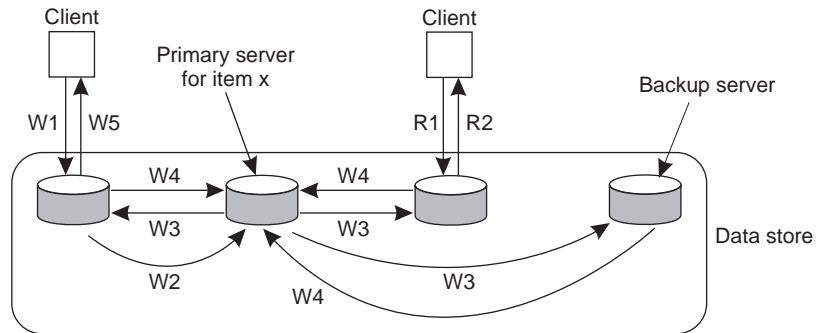 Client
Client
Primary server
for item x
Backup server
W1
W5
R1
R2
W4
W4
W3
W3
Data store
W2
W3
W4